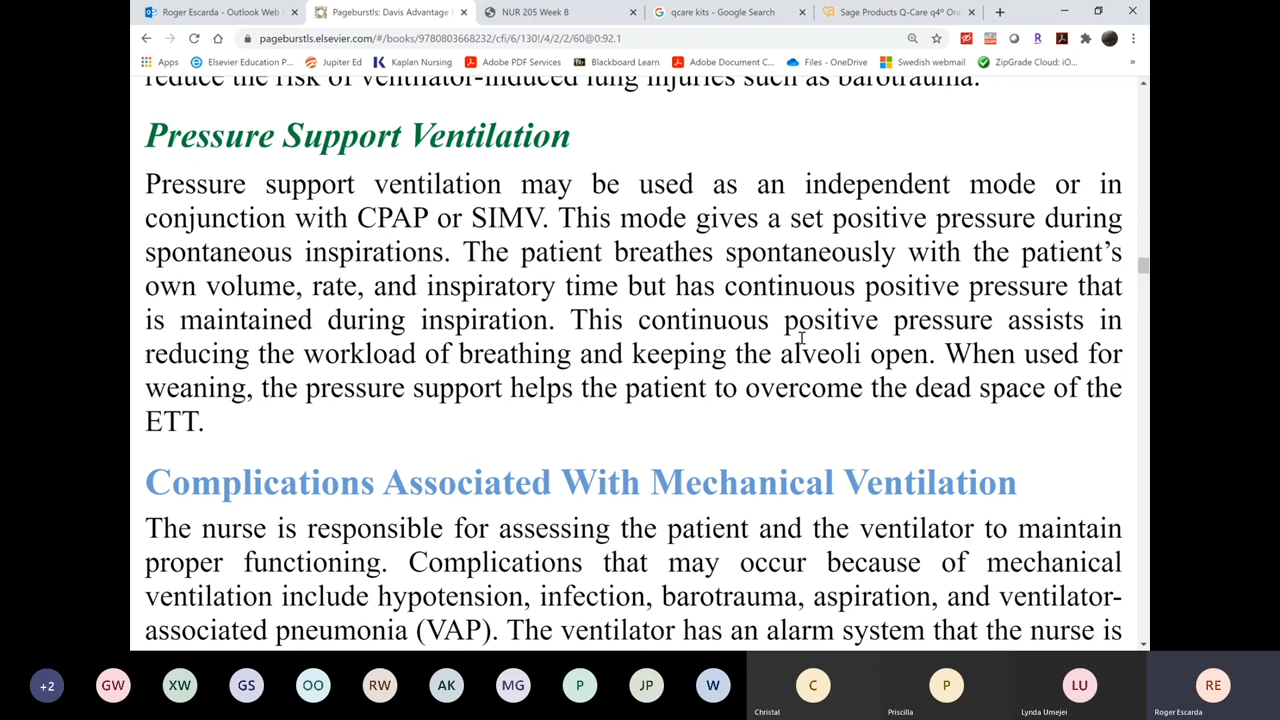 Roger Escarda - Outlook Web
Pageburstls: Davis Advantage
NUR 205 Week 8
qcare kits - Google Search
Sage Products Q-Care q4° Ora
pageburstls.elsevier.com/#/books/9780803668232/cfi/6/130!/4/2/2/60@0:92.1
Apps
Elsevier Education P...
Jupiter Ed
Kaplan Nursing
Adobe PDF Services
Blackboard Learn
Adobe Document C...
Files - OneDrive
Swedish webmail
ZipGrade Cloud: iO...
»
reduce the risk of ventilator-induced lung injuries such as barotrauma.
Pressure Support Ventilation
Pressure support ventilation may be used as an independent mode or in
conjunction with CPAP or SIMV. This mode gives a set positive pressure during
spontaneous inspirations. The patient breathes spontaneously with the patient’s
own volume, rate, and inspiratory time but has continuous positive pressure that
is maintained during inspiration. This continuous positive pressure assists in
reducing the workload of breathing and keeping the alveoli open. When used for
weaning, the pressure support helps the patient to overcome the dead space of the
ETT.
Complications Associated With Mechanical Ventilation
The nurse is responsible for assessing the patient and the ventilator to maintain
proper functioning. Complications that may occur because of mechanical
ventilation include hypotension, infection, barotrauma, aspiration, and ventilator-
associated pneumonia (VAP). The ventilator has an alarm system that the nurse is
+2
GW
XW
GS
OO
RW
AK
MG
P
JP
W
C
Christal
P
Priscilla
LU
Lynda Umejei
RE
Roger Escarda